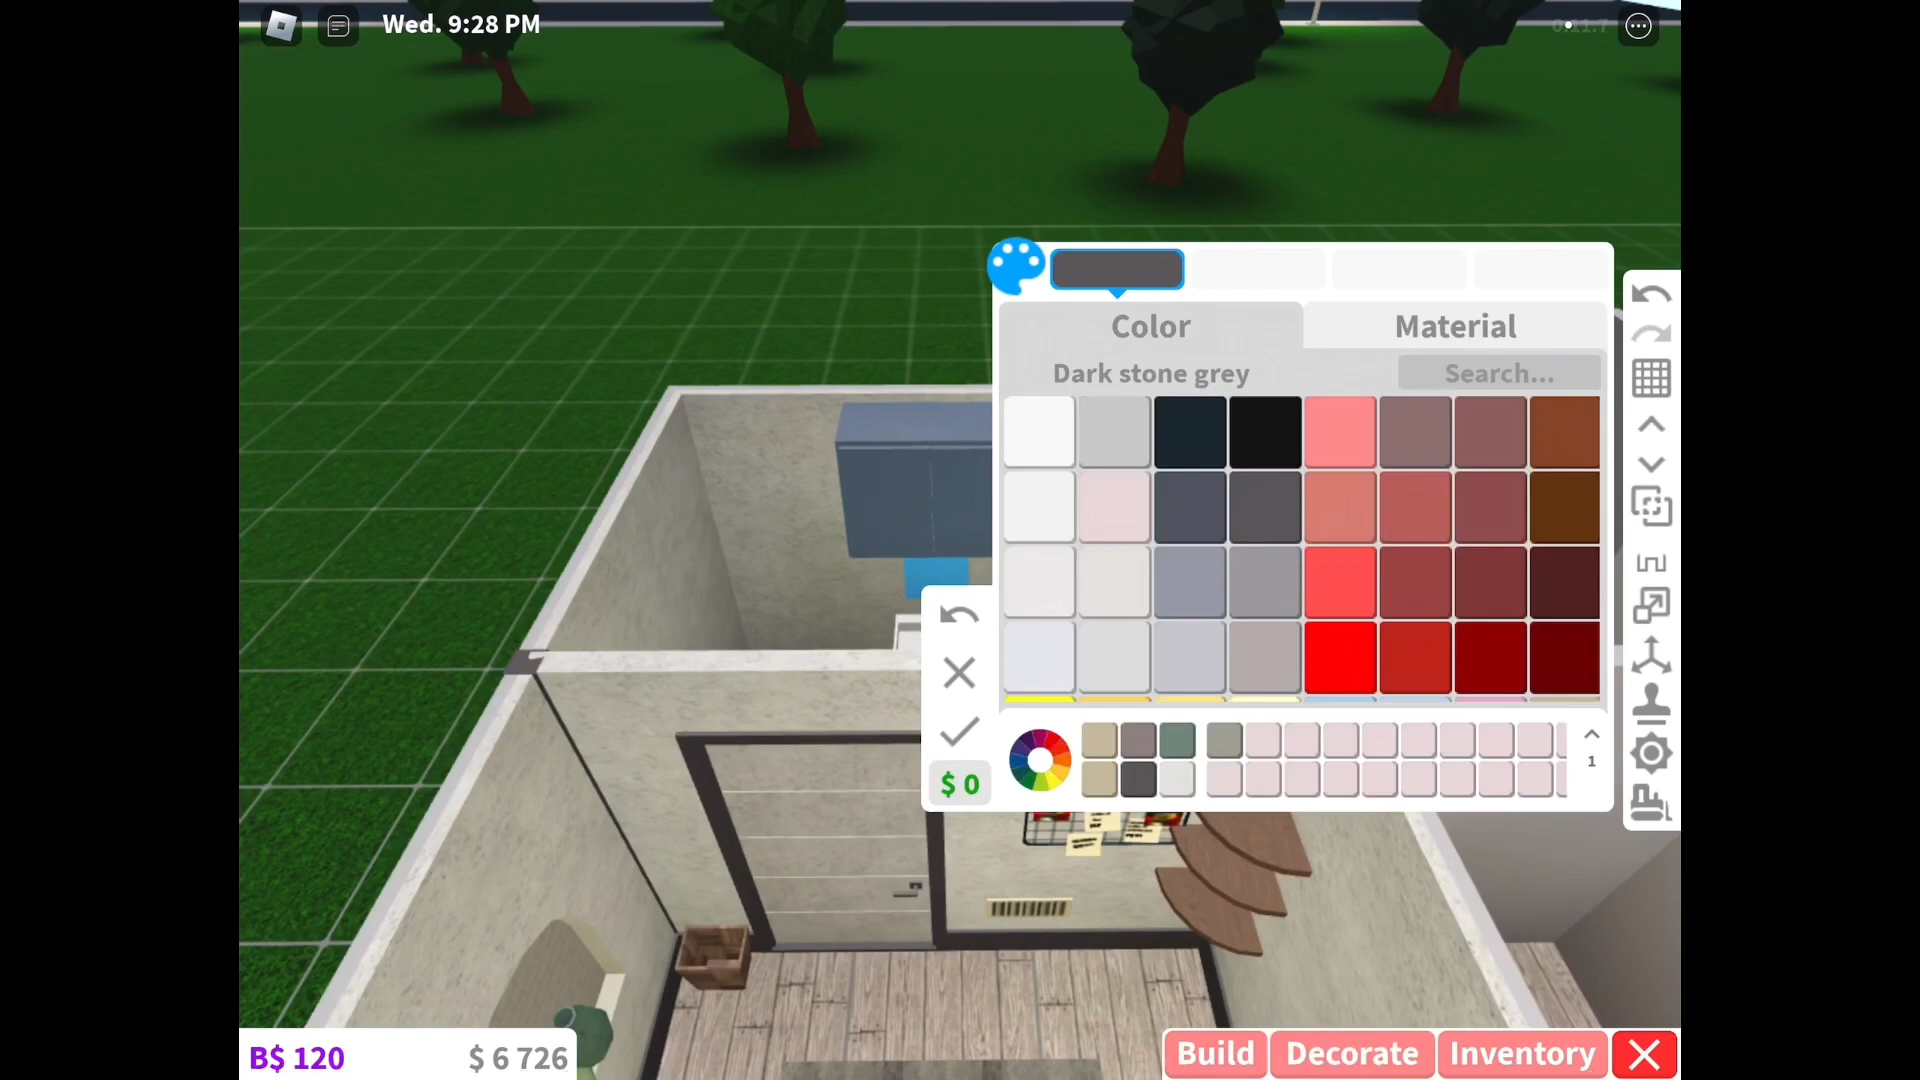 Wed. 9:28 PM
Color
Material
Dark stone grey
Search...
$ 0
1
B$ 120
$ 6 726
Build
Decorate
Inventory